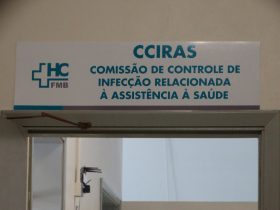 CCIRAS
HC
FMB
COMISSÃO DE CONTROLE DE
INFECÇÃO RELACIONADA
À ASSISTÊNCIA À SAÚDE